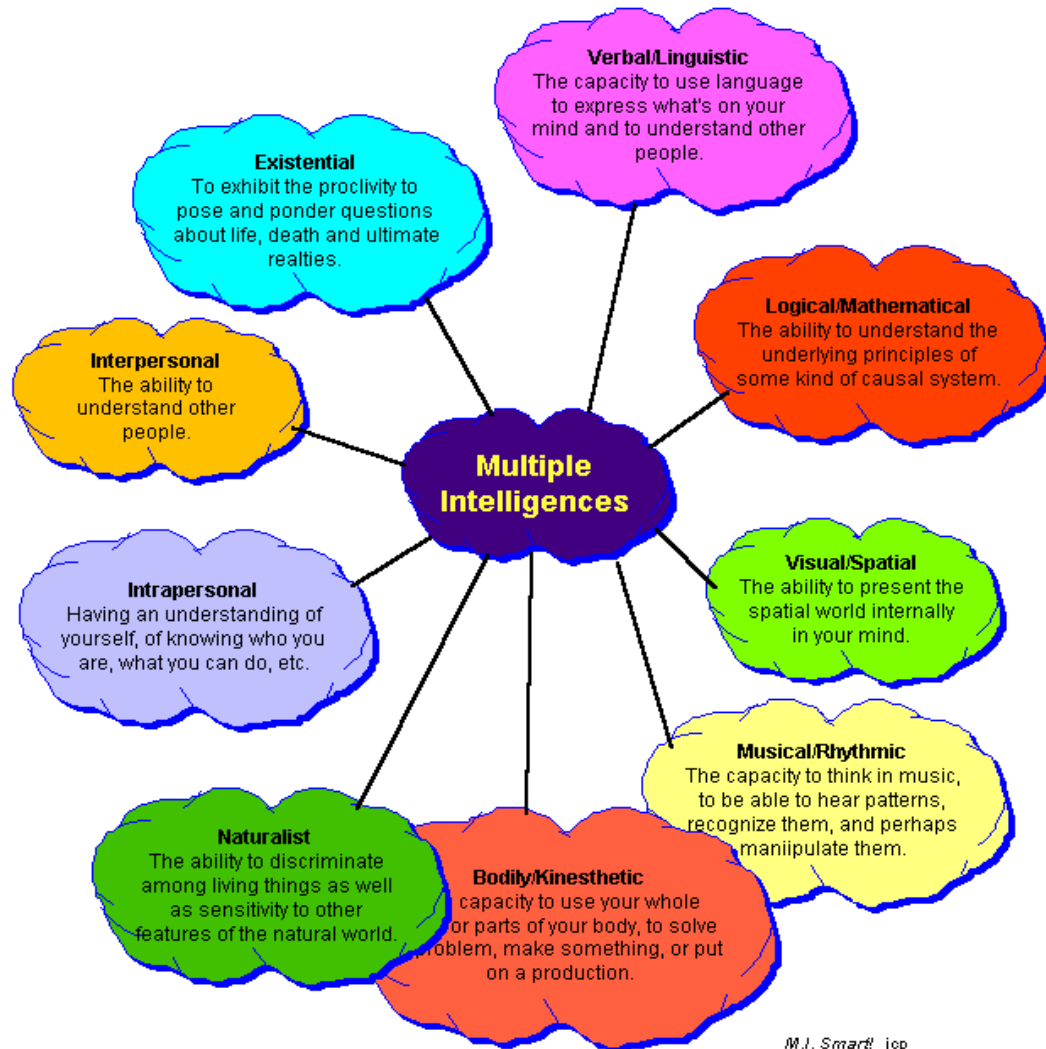 Verbal/Linguistic
The capacity to use language
to express what's on your
mind and to understand other
people.
Existential
To exhibit the proclivity to
pose and ponder questions
about life, death and ultimate
realties.
Logical/Mathematical
The ability to understand the
underlying principles of
some kind of causal system.
Interpersonal
The ability to
understand other
people.
Multiple
Intelligences
Visual/Spatial
The ability to present the
spatial world internally
in your mind.
Intrapersonal
Having an understanding of
yourself, of knowing who you
are, what you can do, etc.
Musical/Rhythmic
The capacity to think in music,
to be able to hear patterns,
recognize them, and perhaps
maniipulate them.
Naturalist
The ability to discriminate
among living things as well
as sensitivity to other
features of the natural world.
Bodily/Kinesthetic
capacity to use your whole
or parts of your body, to solve
problem, make something, or put
on a production.
M.I. Smart!